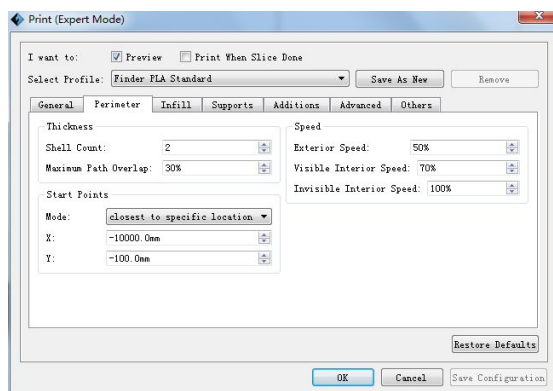 Print (Expert Mode)
I want to: Preview Print When Slice Done
Select Profile: Finder PLA Standard Save As New Remove
General Perimeter Infill Supports Additions Advanced Others
Thickness
Shell Count: 2
Maximum Path Overlap: 30%
Start Points
Mode: closest to specific location
X: -10000.0mm
Y: -100.0mm
Speed
Exterior Speed: 50%
Visible Interior Speed: 70%
Invisible Interior Speed: 100%
Restore Defaults
OK Cancel Save Configuration